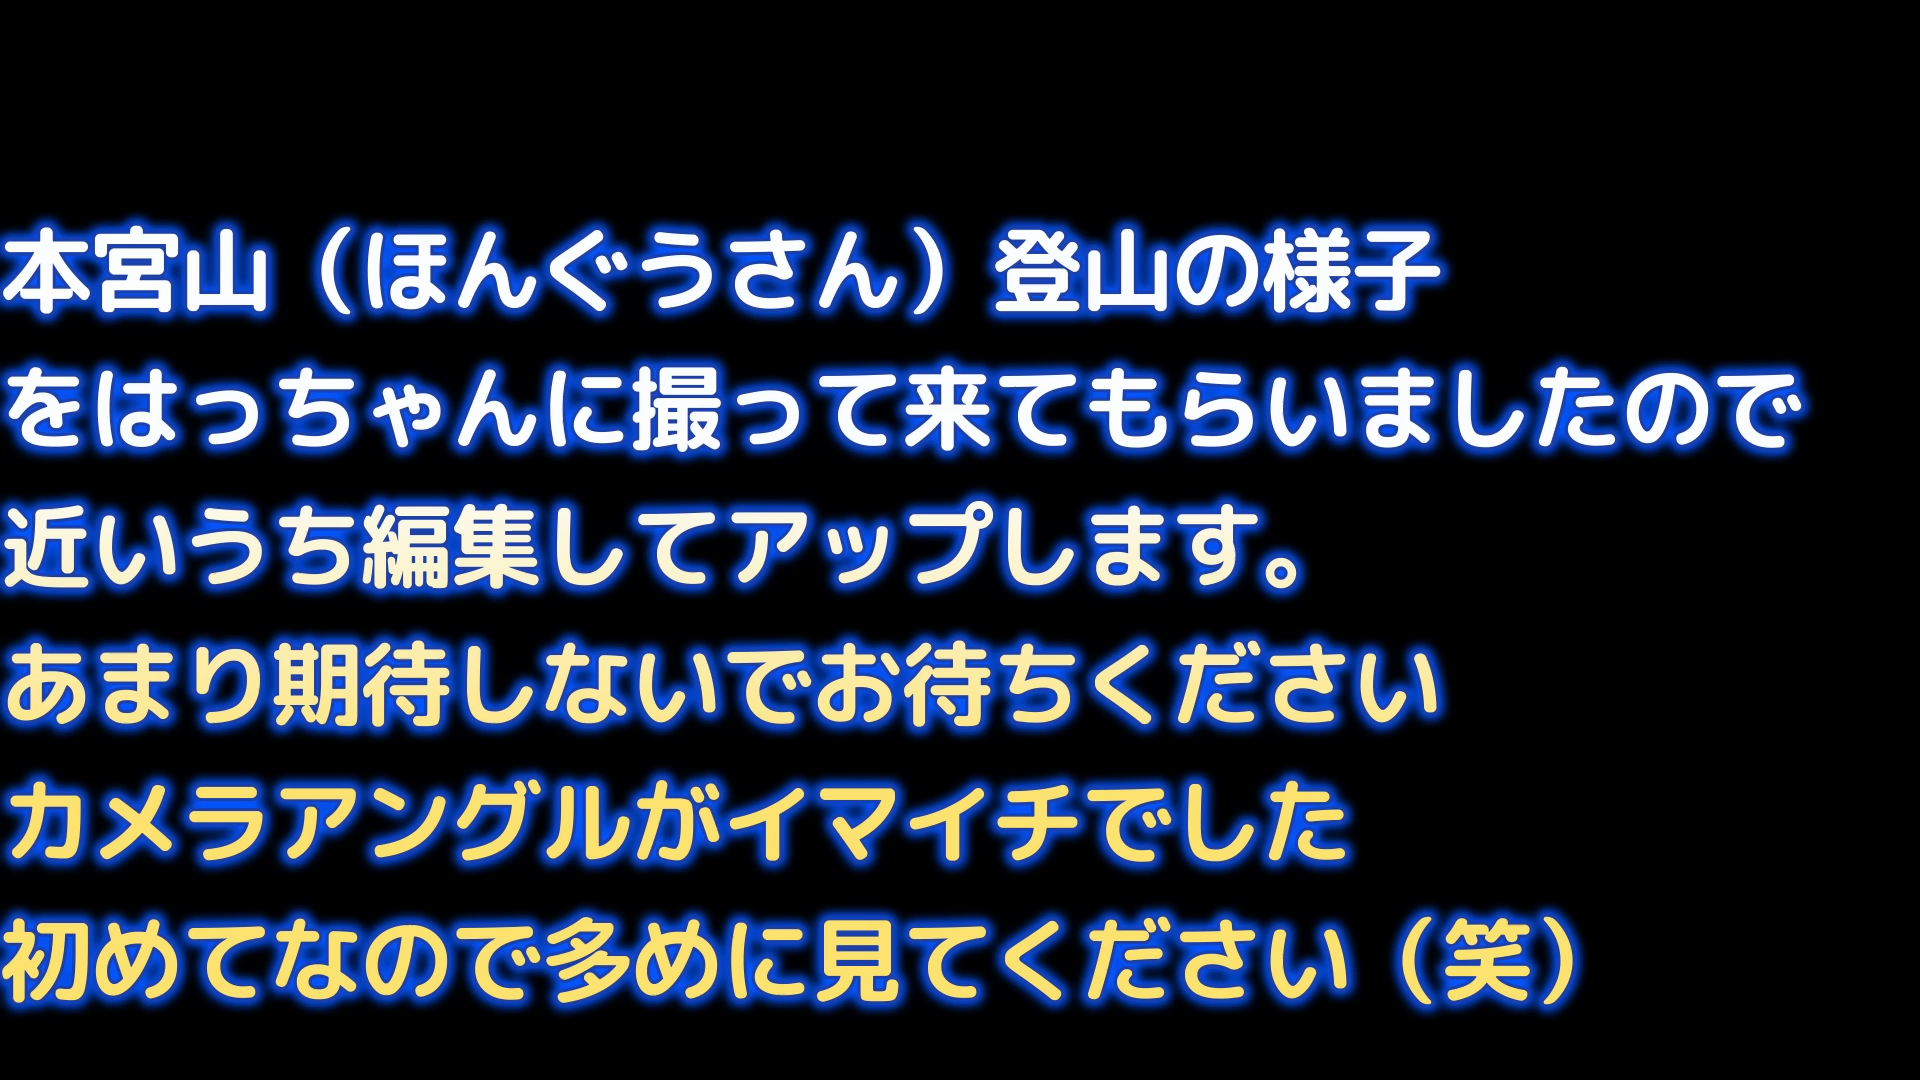 本宮山（ほんぐうさん）登山の様子
をはっちゃんに撮って来てもらいましたので
近いうち編集してアップします。
あまり期待しないでお待ちください
カメラアングルがイマイチでした
初めてなので多めに見てください（笑）